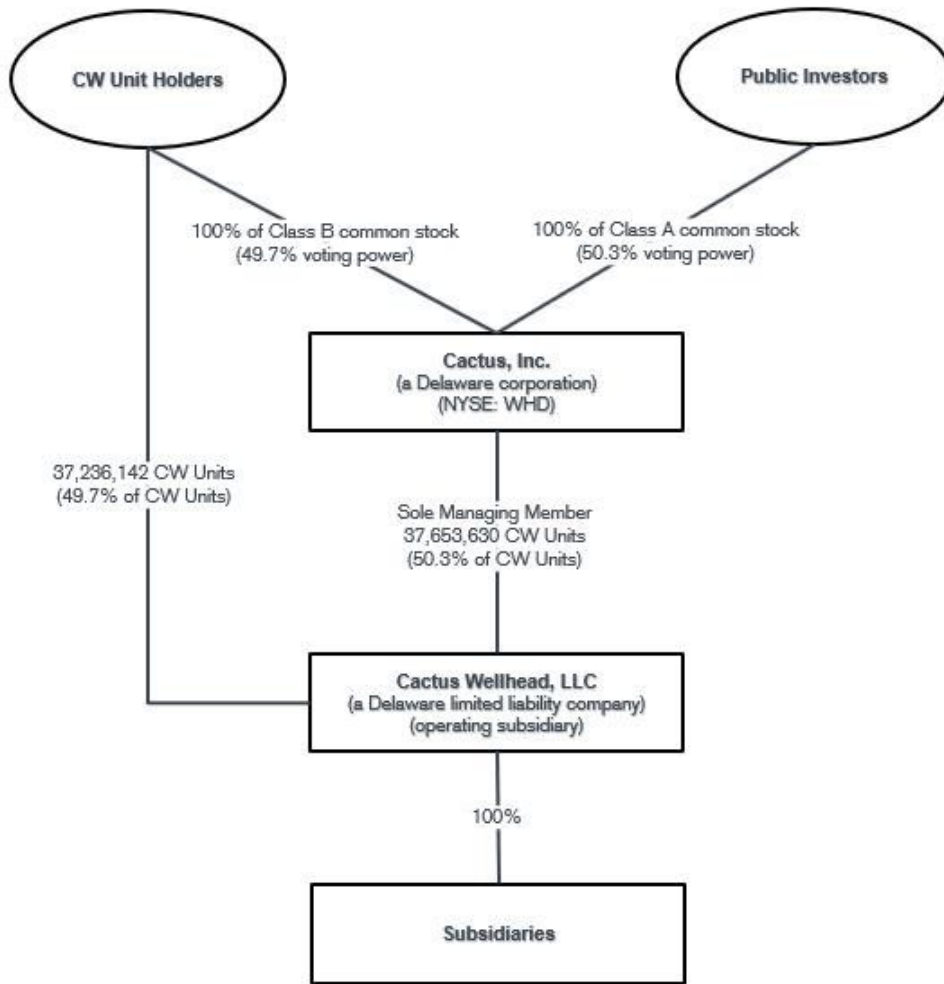 CW Unit Holders
Public Investors
100% of Class B common stock
(49.7% voting power)
100% of Class A common stock
(50.3% voting power)
Cactus, Inc.
(a Delaware corporation)
(NYSE: WHD)
37,236,142 CW Units
(49.7% of CW Units)
Sole Managing Member
37,653,630 CW Units
(50.3% of CW Units)
Cactus Wellhead, LLC
(a Delaware limited liability company)
(operating subsidiary)
100%
Subsidiaries